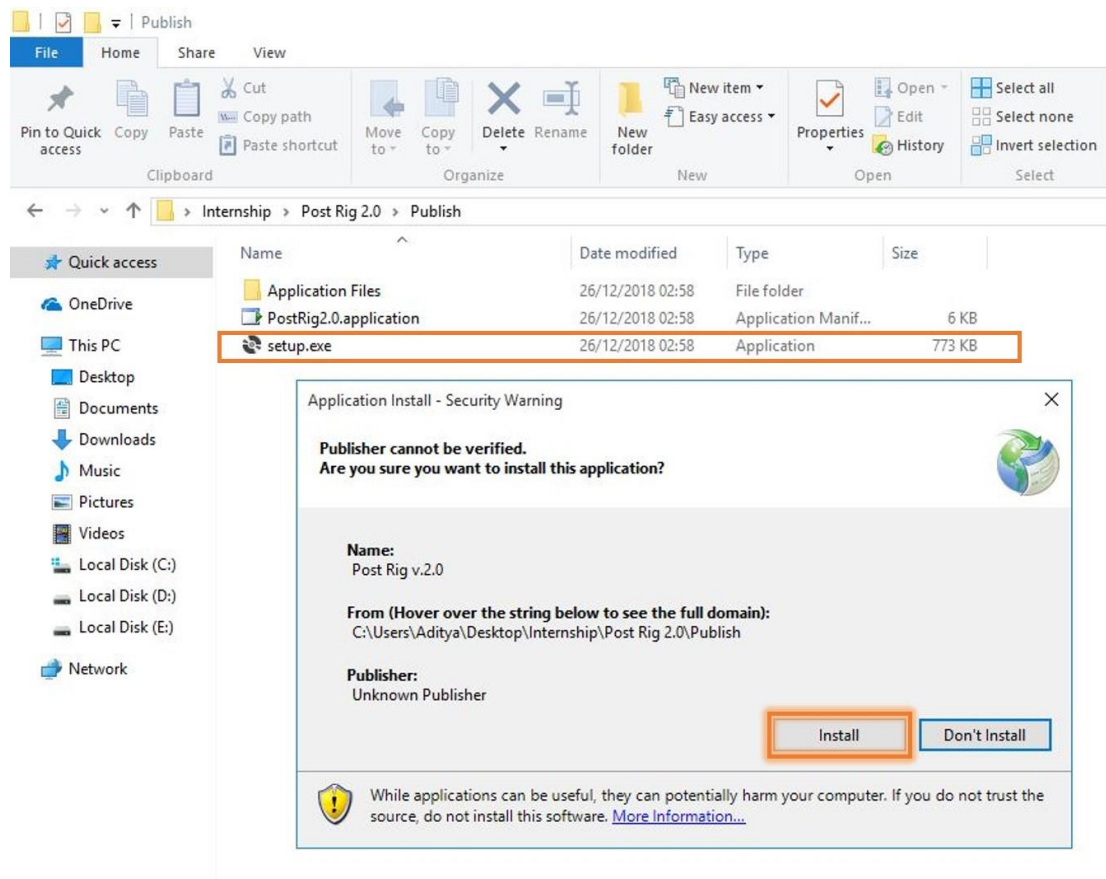 Publish
File Home Share View
Pin to Quick access
Copy
Paste
Cut
Copy path
Paste shortcut
Clipboard
Move to
Copy to
Delete
Rename
Organize
New folder
New item
Easy access
New
Properties
Open
Edit
History
Open
Select all
Select none
Invert selection
Select
Internship > Post Rig 2.0 > Publish
Quick access
OneDrive
This PC
Desktop
Documents
Downloads
Music
Pictures
Videos
Local Disk (C:)
Local Disk (D:)
Local Disk (E:)
Network
Name Date modified Type Size
Application Files 26/12/2018 02:58 File folder
PostRig2.0.application 26/12/2018 02:58 Application Manif... 6 KB
setup.exe 26/12/2018 02:58 Application 773 KB
Application Install - Security Warning
Publisher cannot be verified.
Are you sure you want to install this application?
Name:
Post Rig v.2.0
From (Hover over the string below to see the full domain):
C:\Users\Aditya\Desktop\Internship\Post Rig 2.0\Publish
Publisher:
Unknown Publisher
Install Don't Install
While applications can be useful, they can potentially harm your computer. If you do not trust the
source, do not install this software. More Information...